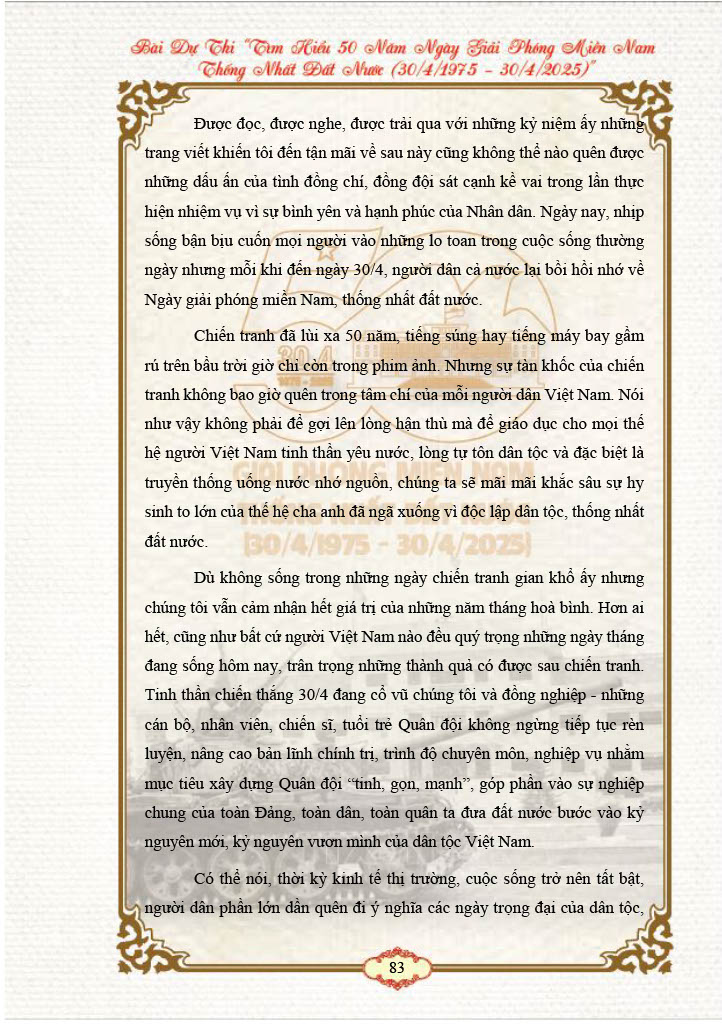 Bài Dự Thi "Tìm Hiểu 50 Năm Ngày Giải Phóng Miền Nam
Thống Nhất Đất Nước (30/4/1975 - 30/4/2025)"
Được đọc, được nghe, được trải qua với những kỷ niệm ấy những
trang viết khiến tôi đến tận mãi về sau này cũng không thể nào quên được
những dấu ấn của tình đồng chí, đồng đội sát cạnh kề vai trong lần thực
hiện nhiệm vụ vì sự bình yên và hạnh phúc của Nhân dân. Ngày nay, nhịp
sống bận bịu cuốn mọi người vào những lo toan trong cuộc sống thường
ngày nhưng mỗi khi đến ngày 30/4, người dân cả nước lại bồi hồi nhớ về
Ngày giải phóng miền Nam, thống nhất đất nước.
Chiến tranh đã lùi xa 50 năm, tiếng súng hay tiếng máy bay gầm
rú trên bầu trời giờ chỉ còn trong phim ảnh. Nhưng sự tàn khốc của chiến
tranh không bao giờ quên trong tâm chí của mỗi người dân Việt Nam. Nói
như vậy không phải để gợi lên lòng hận thù mà để giáo dục cho mọi thế
hệ người Việt Nam tinh thần yêu nước, lòng tự tôn dân tộc và đặc biệt là
truyền thống uống nước nhớ nguồn, chúng ta sẽ mãi mãi khắc sâu sự hy
sinh to lớn của thế hệ cha anh đã ngã xuống vì độc lập dân tộc, thống nhất
đất nước.
GIẢI PHÓNG MIỀN NAM
THỐNG NHẤT ĐẤT NƯỚC
(30/4/1975 - 30/4/2025)
Dù không sống trong những ngày chiến tranh gian khổ ấy nhưng
chúng tôi vẫn cảm nhận hết giá trị của những năm tháng hoà bình. Hơn ai
hết, cũng như bất cứ người Việt Nam nào đều quý trọng những ngày tháng
đang sống hôm nay, trân trọng những thành quả có được sau chiến tranh.
Tinh thần chiến thắng 30/4 đang cổ vũ chúng tôi và đồng nghiệp - những
cán bộ, nhân viên, chiến sĩ, tuổi trẻ Quân đội không ngừng tiếp tục rèn
luyện, nâng cao bản lĩnh chính trị, trình độ chuyên môn, nghiệp vụ nhằm
mục tiêu xây dựng Quân đội “tinh, gọn, mạnh”, góp phần vào sự nghiệp
chung của toàn Đảng, toàn dân, toàn quân ta đưa đất nước bước vào kỷ
nguyên mới, kỷ nguyên vươn mình của dân tộc Việt Nam.
Có thể nói, thời kỳ kinh tế thị trường, cuộc sống trở nên tất bật,
người dân phần lớn dần quên đi ý nghĩa các ngày trọng đại của dân tộc,
83